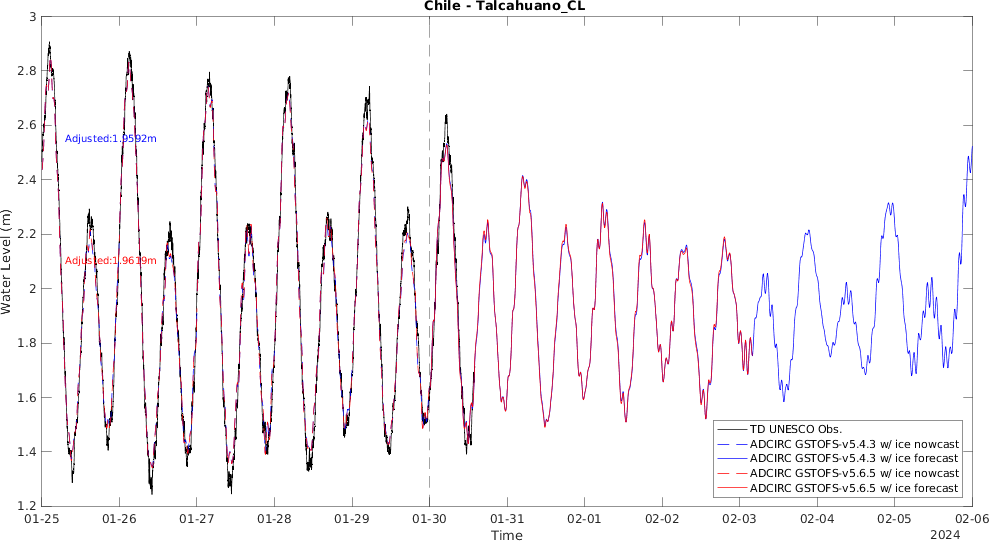 Chile - Talcahuano_CL
Water Level (m)
3
2.8
2.6
2.4
2.2
2
1.8
1.6
1.4
1.2
Adjusted:1.9592m
Adjusted:1.9619m
TD UNESCO Obs.
ADCIRC GSTOFS-v5.4.3 w/ ice nowcast
ADCIRC GSTOFS-v5.4.3 w/ ice forecast
ADCIRC GSTOFS-v5.6.5 w/ ice nowcast
ADCIRC GSTOFS-v5.6.5 w/ ice forecast
01-25 01-26 01-27 01-28 01-29 01-30 01-31 02-01 02-02 02-03 02-04 02-05 02-06
Time
2024